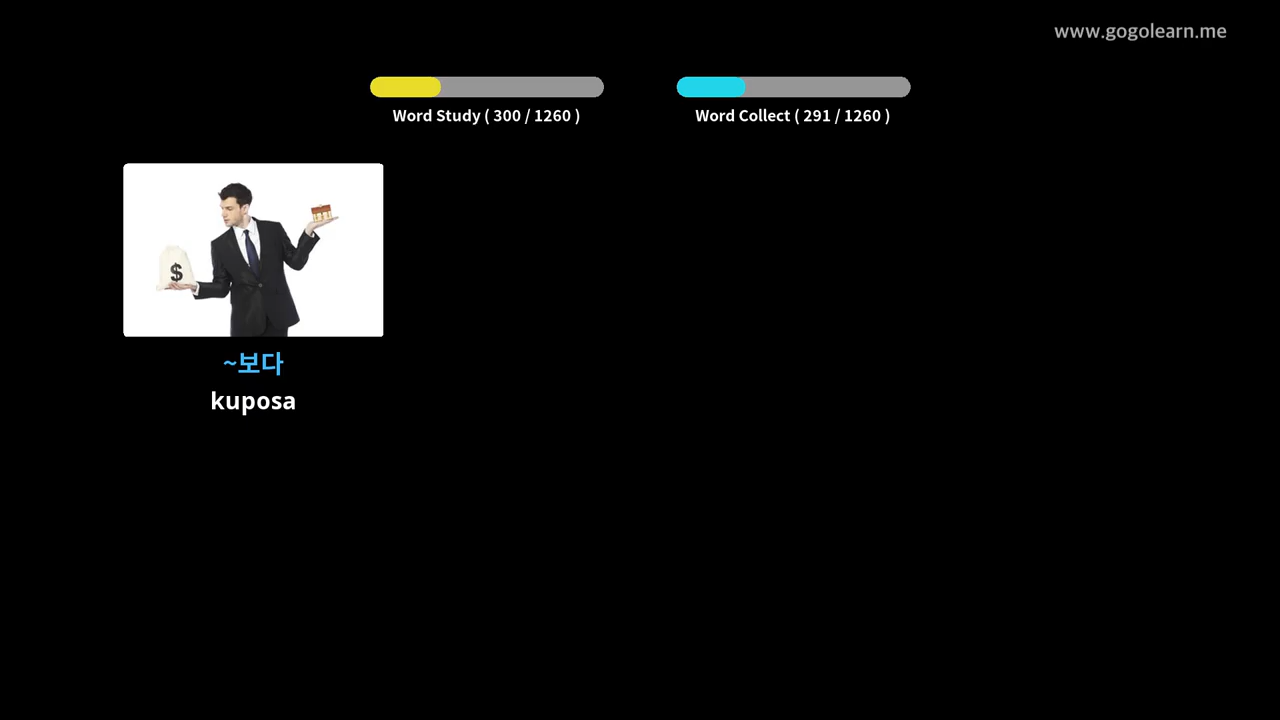 www.gogolearn.me
Word Study ( 300 / 1260 )
Word Collect ( 291 / 1260 )
$
~보다
kuposa